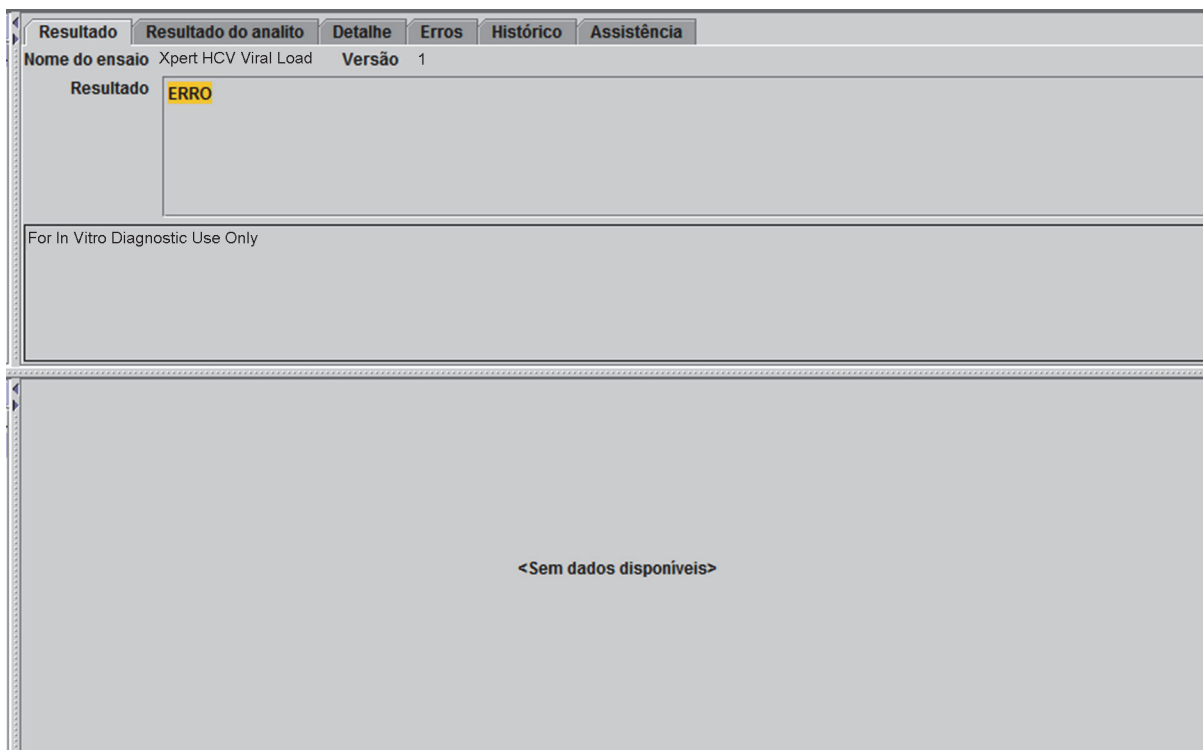 Resultado Resultado do analito Detalhe Erros Histórico Assistência
Nome do ensaio Xpert HCV Viral Load Versão 1
Resultado ERRO
For In Vitro Diagnostic Use Only
<Sem dados disponíveis>